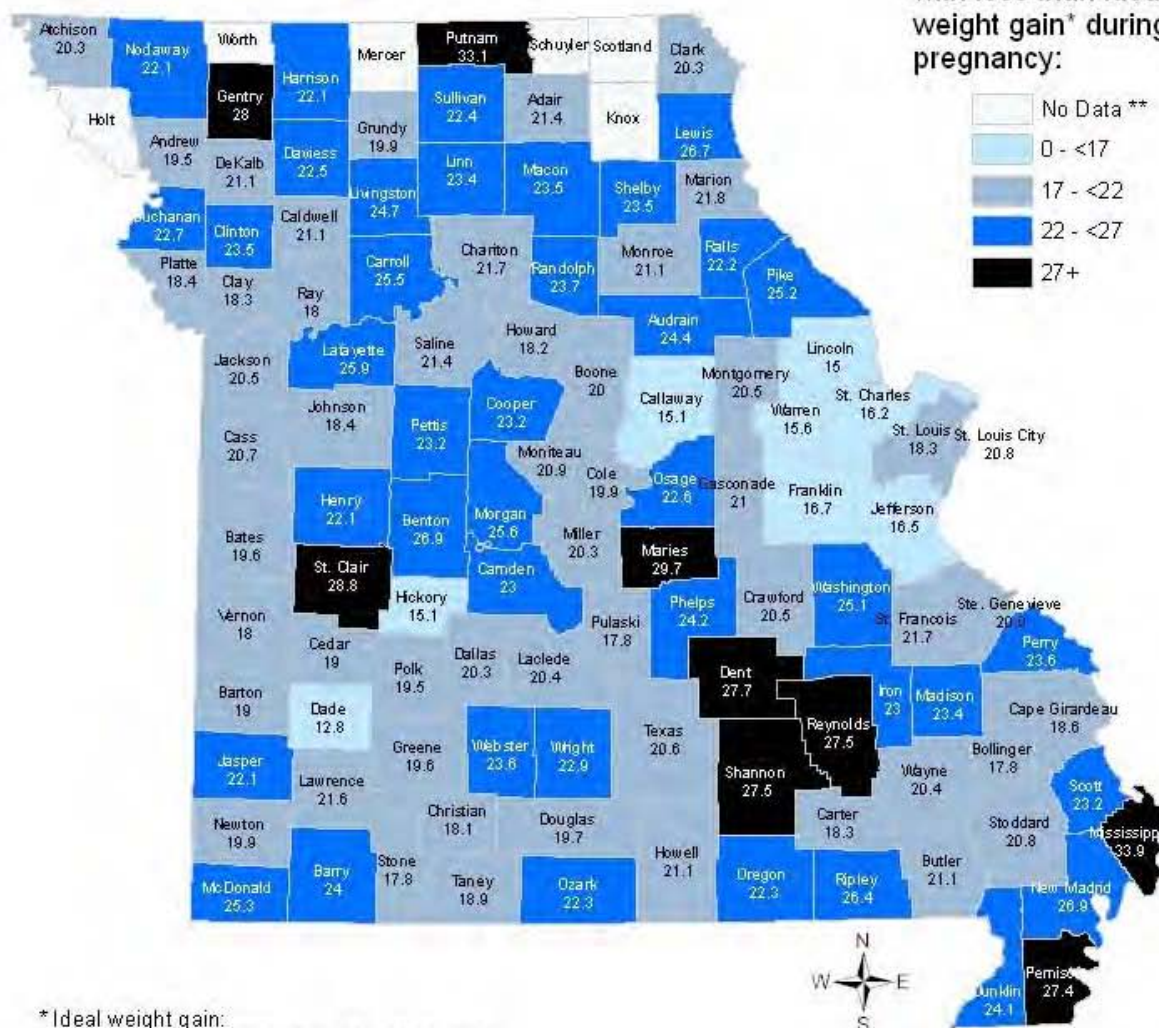 weight gain* during
pregnancy:
No Data **
0 - <17
17 - <22
22 - <27
27+
Atchison
20.3
Nodaway
22.1
Worth
Gentry
28
Harrison
22.1
Mercer
Putnam
33.1
Schuyler
Scotland
Clark
20.3
Holt
Andrew
19.5
DeKalb
21.1
Daviess
22.5
Grundy
19.9
Sullivan
22.4
Adair
21.4
Knox
Lewis
26.7
Buchanan
22.7
Clinton
23.5
Caldwell
21.1
Livingston
24.7
Linn
23.4
Macon
23.5
Shelby
23.5
Marion
21.8
Platte
18.4
Clay
18.3
Ray
18
Carroll
25.5
Chariton
21.7
Randolph
23.7
Monroe
21.1
Ralls
22.2
Pike
25.2
Audrain
24.4
Jackson
20.5
Lafayette
25.9
Saline
21.4
Howard
18.2
Boone
20
Callaway
15.1
Montgomery
20.5
Lincoln
15
St. Charles
16.2
Warren
15.6
St. Louis
18.3
St. Louis City
20.8
Johnson
18.4
Pettis
23.2
Cooper
23.2
Moniteau
20.9
Cole
19.9
Osage
22.6
Gasconade
21
Franklin
16.7
Jefferson
16.5
Cass
20.7
Henry
22.1
Benton
26.9
Morgan
25.6
Miller
20.3
Maries
29.7
Bates
19.6
St. Clair
28.8
Hickory
15.1
Camden
23
Phelps
24.2
Crawford
20.5
Washington
25.1
St. Francois
21.7
Ste. Genevieve
Perry
23.6
Vernon
18
Cedar
19
Polk
19.5
Dallas
20.3
Laclede
20.4
Pulaski
17.8
Dent
27.7
Reynolds
27.5
Iron
23
Madison
23.4
Cape Girardeau
18.6
Barton
19
Dade
12.8
Greene
19.6
Webster
23.6
Wright
22.9
Texas
20.6
Shannon
27.5
Wayne
20.4
Bollinger
17.8
Scott
23.2
Jasper
22.1
Lawrence
21.6
Christian
18.1
Douglas
19.7
Carter
18.3
Stoddard
20.8
Mississipp
33.9
Newton
19.9
McDonald
25.3
Barry
24
Stone
17.8
Taney
18.9
Ozark
22.3
Howell
21.1
Oregon
22.3
Ripley
26.4
Butler
21.1
New Madrid
26.9
Dunklin
24.1
Pemisc
27.4
N
W E
S
* Ideal weight gain: